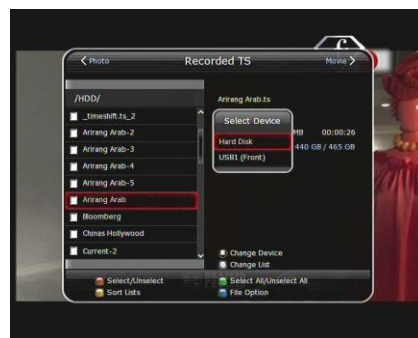 Photo
Recorded TS
Movie
/HDD/
_timeshift.ts_2
Arirang Arab-2
Arirang Arab-3
Arirang Arab-4
Arirang Arab-5
Arirang Arab
Bloomberg
Chinas Hollywood
Current-2
Arirang Arab.ts
Select Device
Hard Disk
USB1 (Front)
MB 00:00:26
440 GB / 465 GB
Change Device
Change List
Select/Unselect
Select All/Unselect All
Sort Lists
File Option